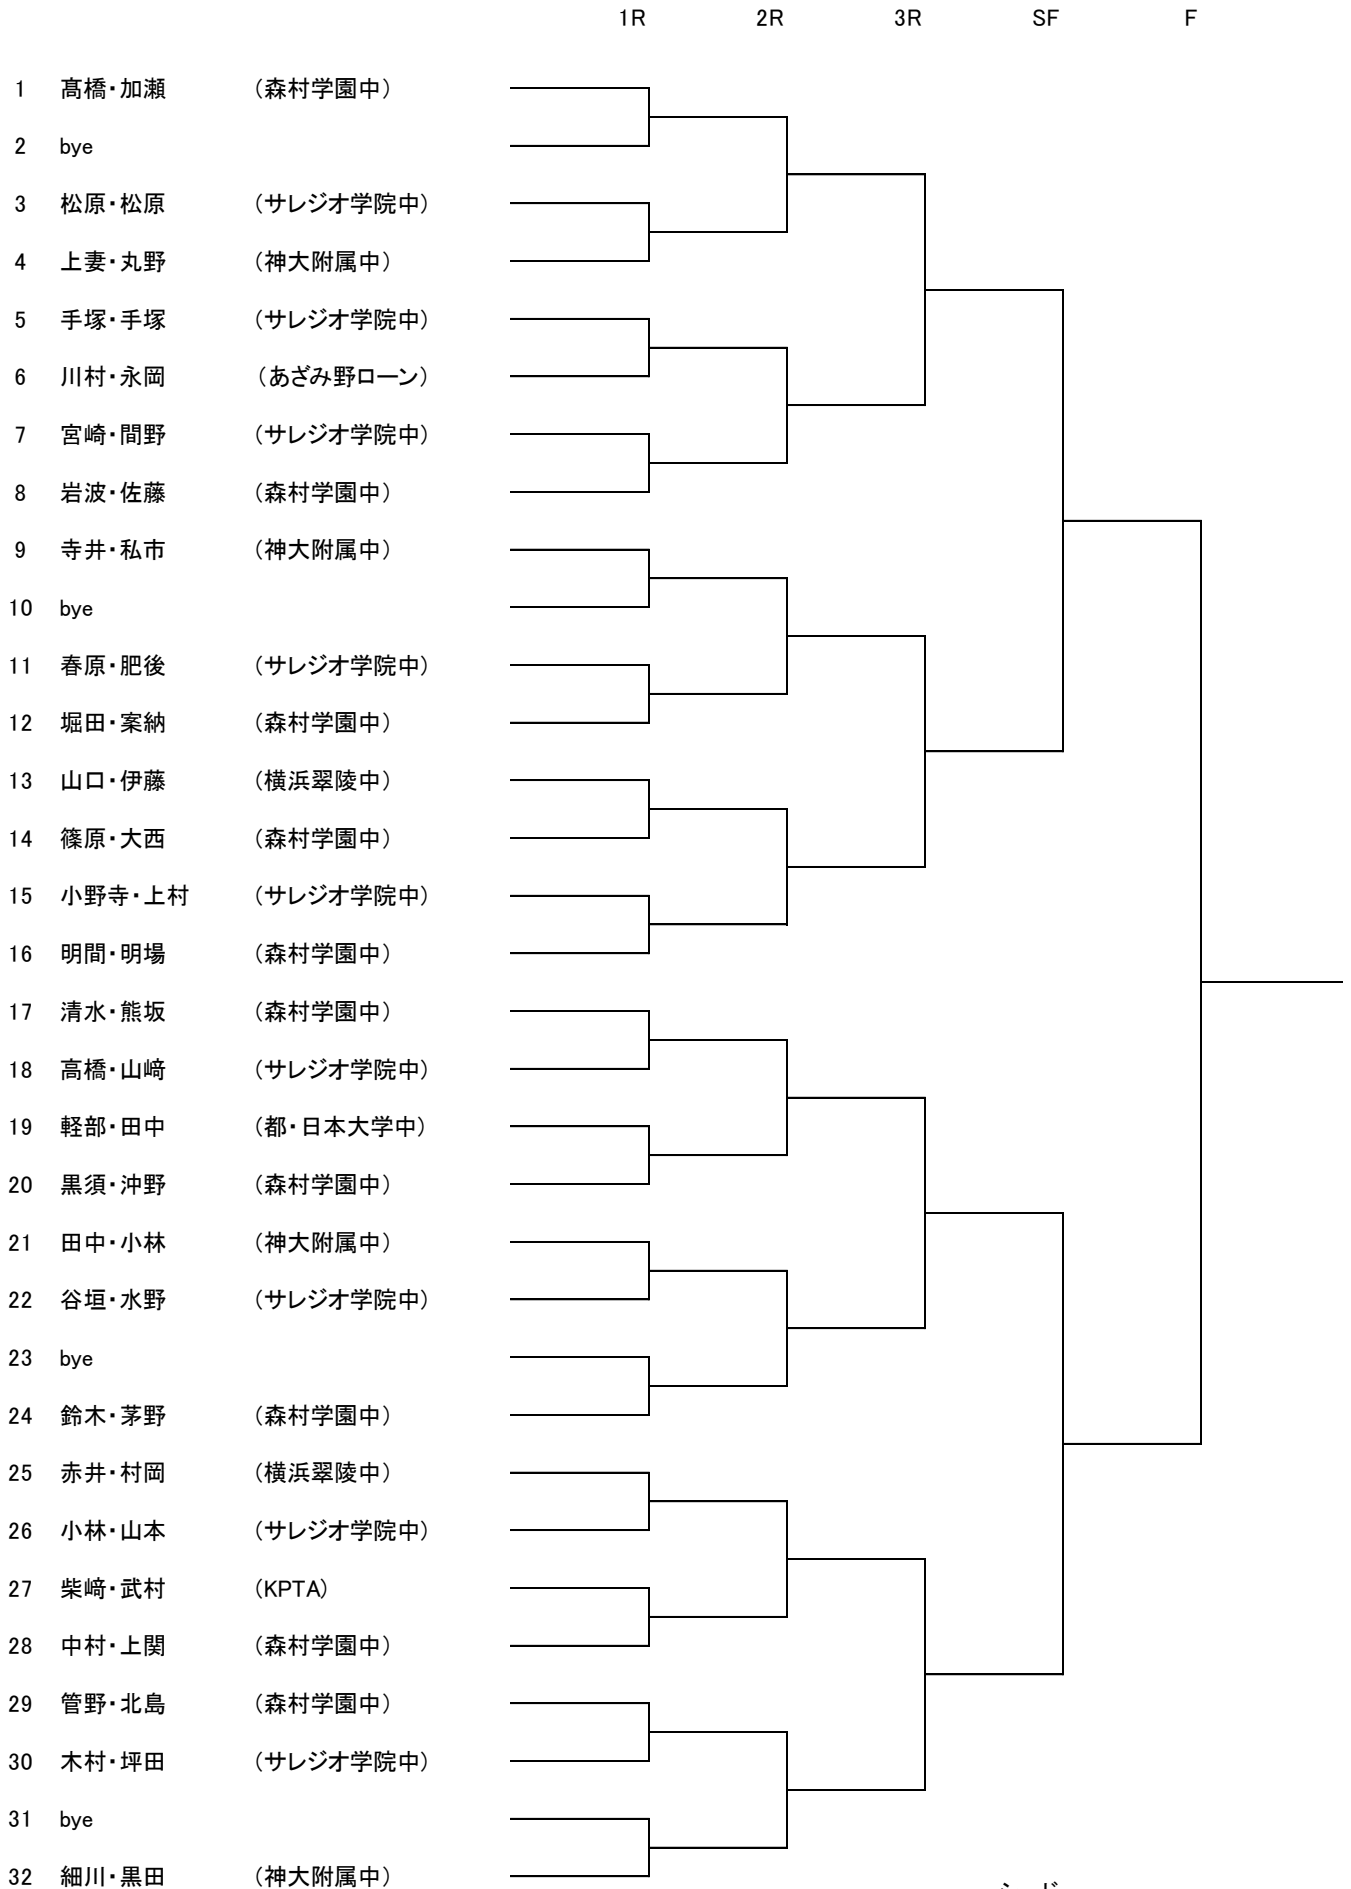 1R 2R 3R SF F
1 髙橋・加瀬 （森村学園中）
2 bye
3 松原・松原 （サレジオ学院中）
4 上妻・丸野 （神大附属中）
5 手塚・手塚 （サレジオ学院中）
6 川村・永岡 （あざみ野ローン）
7 宮崎・間野 （サレジオ学院中）
8 岩波・佐藤 （森村学園中）
9 寺井・私市 （神大附属中）
10 bye
11 春原・肥後 （サレジオ学院中）
12 堀田・案納 （森村学園中）
13 山口・伊藤 （横浜翠陵中）
14 篠原・大西 （森村学園中）
15 小野寺・上村 （サレジオ学院中）
16 明間・明場 （森村学園中）
17 清水・熊坂 （森村学園中）
18 高橋・山﨑 （サレジオ学院中）
19 軽部・田中 （都・日本大学中）
20 黒須・沖野 （森村学園中）
21 田中・小林 （神大附属中）
22 谷垣・水野 （サレジオ学院中）
23 bye
24 鈴木・茅野 （森村学園中）
25 赤井・村岡 （横浜翠陵中）
26 小林・山本 （サレジオ学院中）
27 柴﨑・武村 （KPTA）
28 中村・上関 （森村学園中）
29 管野・北島 （森村学園中）
30 木村・坪田 （サレジオ学院中）
31 bye
32 細川・黒田 （神大附属中）